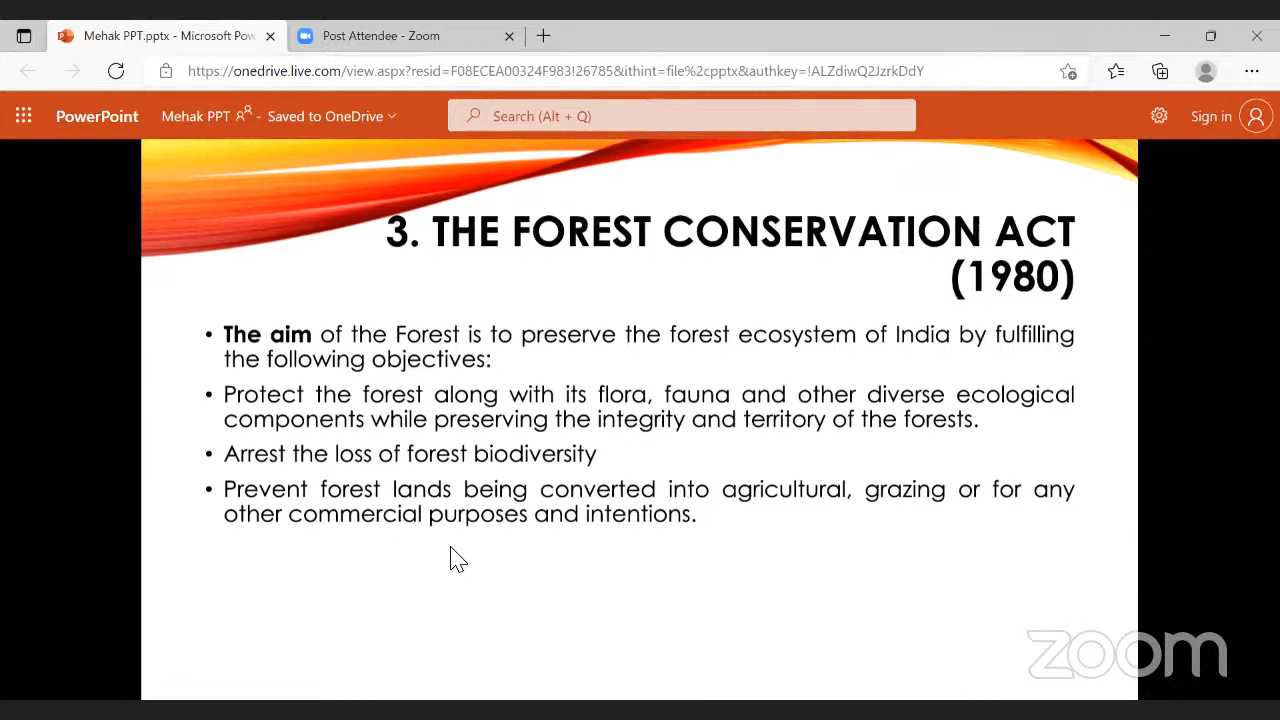 Mehak PPT.pptx - Microsoft Pow
Post Attendee - Zoom
https://onedrive.live.com/view.aspx?resid=F08ECEA00324F983!26785&ithint=file%2cpptx&authkey=!ALZdiwQ2JzrkDdY
PowerPoint
Mehak PPT - Saved to OneDrive
Search (Alt + Q)
Sign in
3. THE FOREST CONSERVATION ACT
(1980)
• The aim of the Forest is to preserve the forest ecosystem of India by fulfilling
the following objectives:
• Protect the forest along with its flora, fauna and other diverse ecological
components while preserving the integrity and territory of the forests.
• Arrest the loss of forest biodiversity
• Prevent forest lands being converted into agricultural, grazing or for any
other commercial purposes and intentions.
zoom